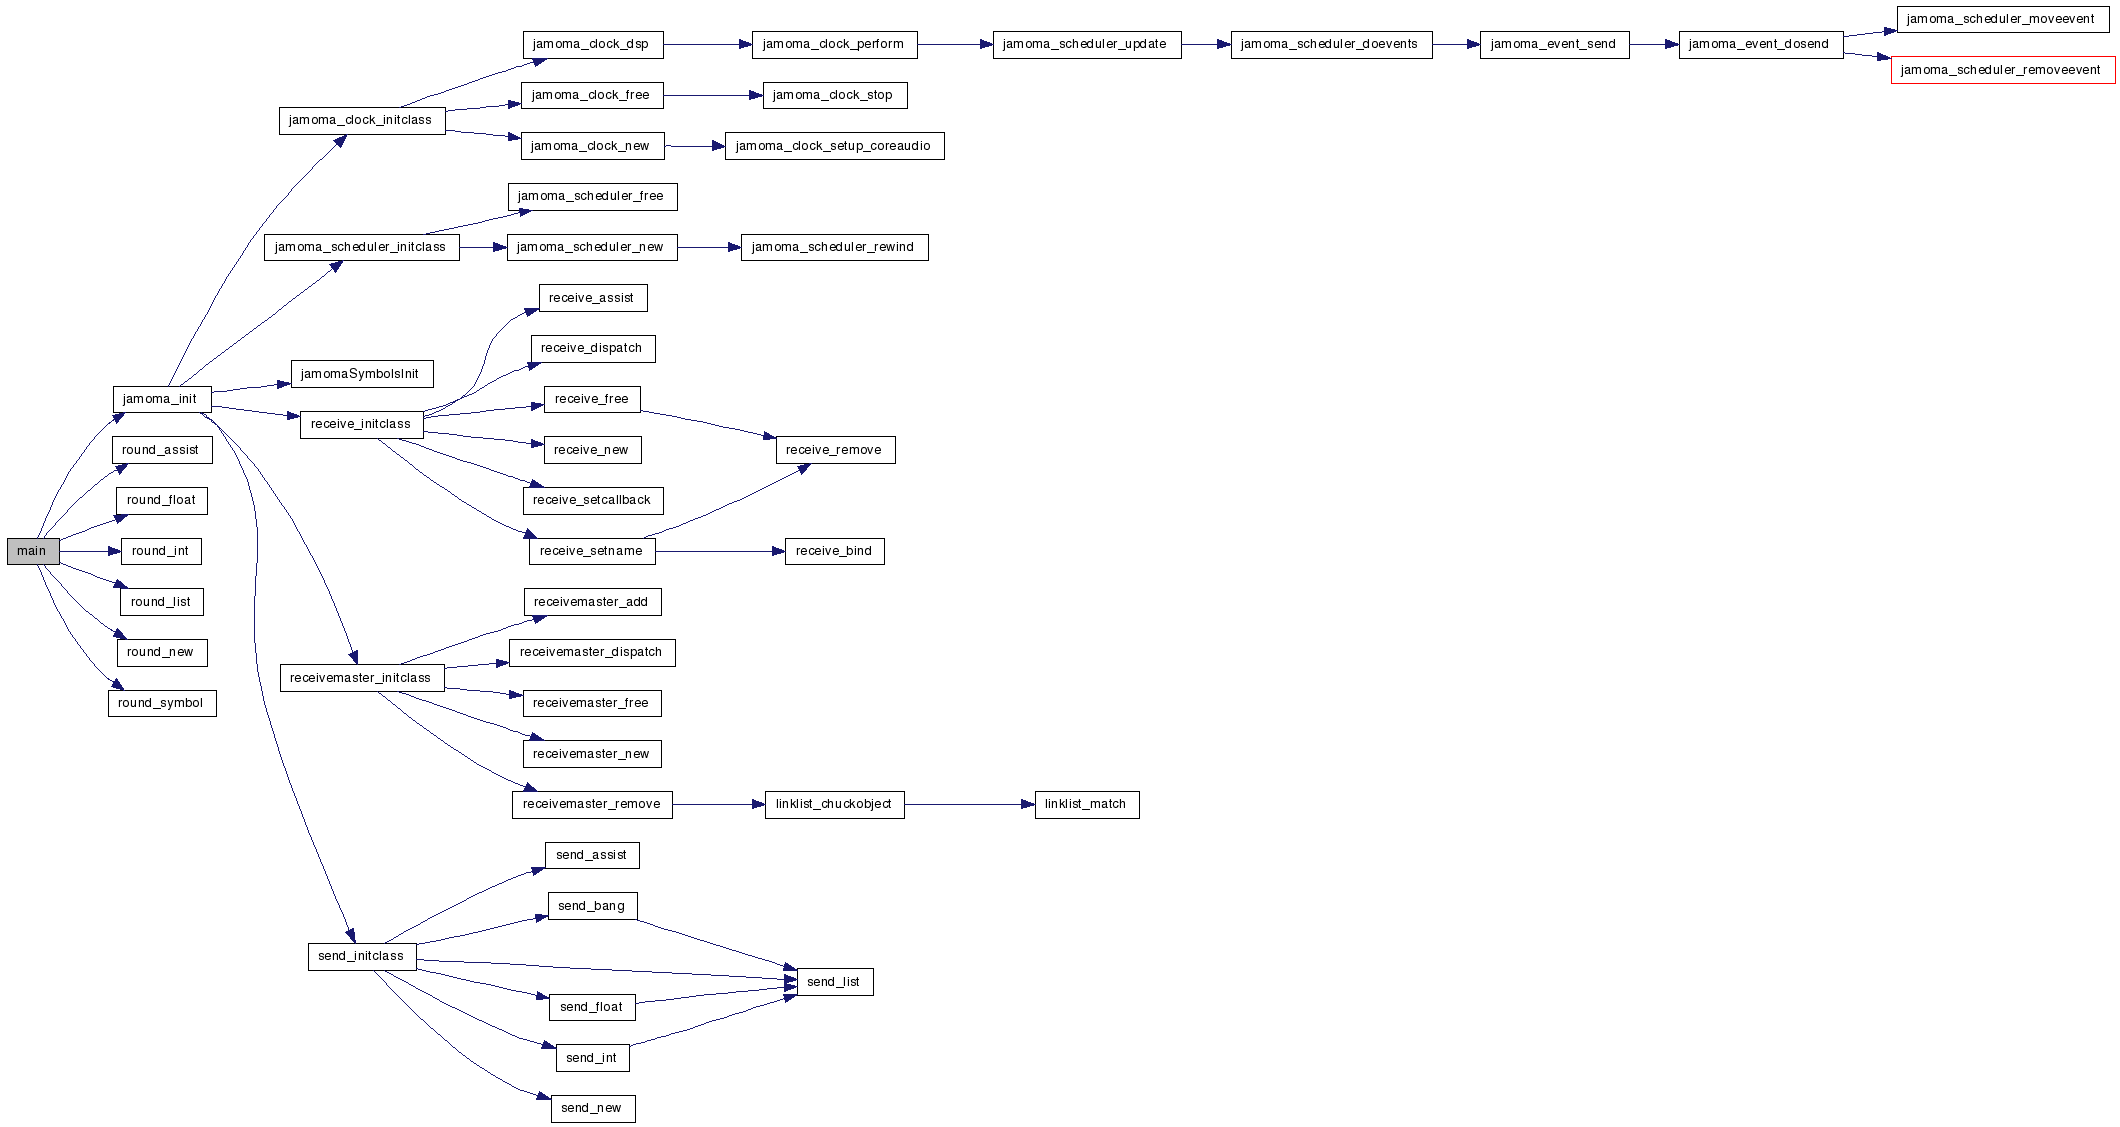 jamoma_scheduler_moveevent
jamoma_clock_dsp
jamoma_clock_perform
jamoma_scheduler_update
jamoma_scheduler_doevents
jamoma_event_send
jamoma_event_dosend
jamoma_scheduler_removeevent
jamoma_clock_free
jamoma_clock_stop
jamoma_clock_initclass
jamoma_clock_new
jamoma_clock_setup_coreaudio
jamoma_scheduler_free
jamoma_scheduler_initclass
jamoma_scheduler_new
jamoma_scheduler_rewind
receive_assist
receive_dispatch
jamomaSymbolsInit
jamoma_init
receive_free
receive_initclass
round_assist
receive_new
receive_remove
round_float
receive_setcallback
main
round_int
receive_setname
receive_bind
round_list
receivemaster_add
round_new
receivemaster_dispatch
receivemaster_initclass
round_symbol
receivemaster_free
receivemaster_new
receivemaster_remove
linklist_chuckobject
linklist_match
send_assist
send_bang
send_initclass
send_list
send_float
send_int
send_new